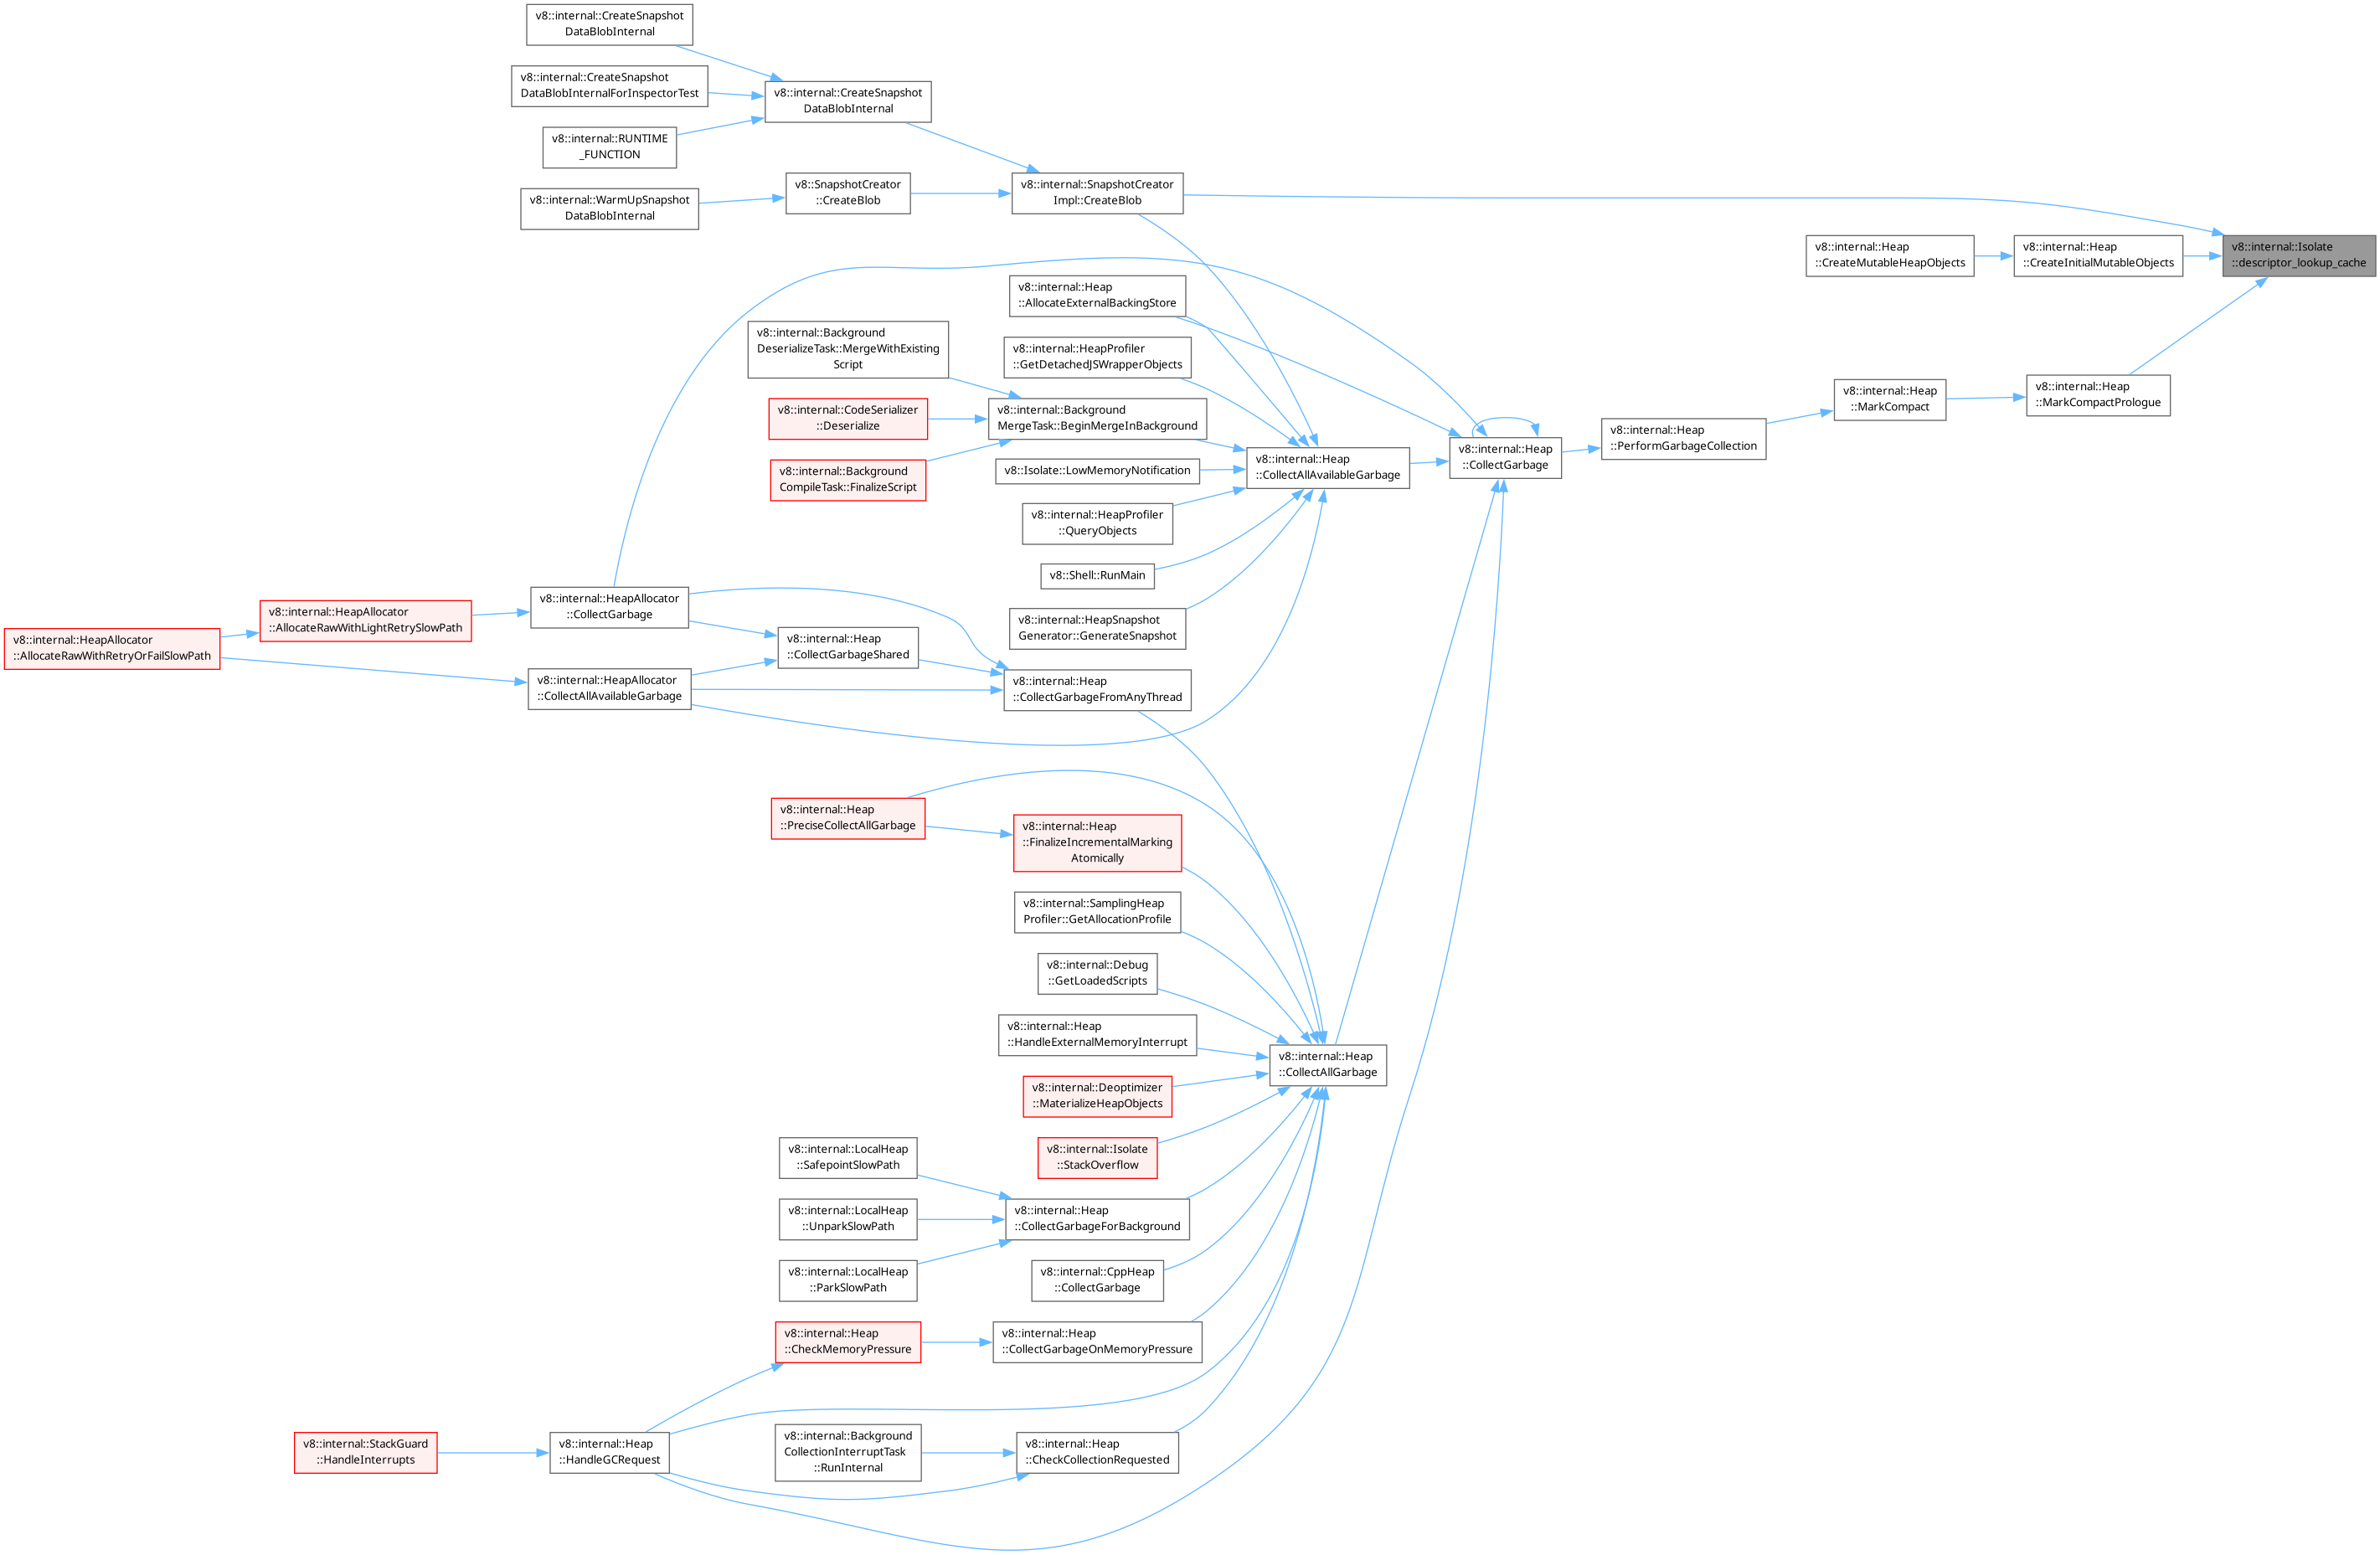 v8::internal::CreateSnapshot
DataBlobInternal
v8::internal::CreateSnapshot
DataBlobInternalForInspectorTest
v8::internal::CreateSnapshot
DataBlobInternal
v8::internal::RUNTIME
_FUNCTION
v8::internal::WarmUpSnapshot
DataBlobInternal
v8::SnapshotCreator
::CreateBlob
v8::internal::SnapshotCreator
Impl::CreateBlob
v8::internal::Heap
::CreateMutableHeapObjects
v8::internal::Heap
::CreateInitialMutableObjects
v8::internal::Isolate
::descriptor_lookup_cache
v8::internal::Heap
::AllocateExternalBackingStore
v8::internal::Background
DeserializeTask::MergeWithExisting
Script
v8::internal::HeapProfiler
::GetDetachedJSWrapperObjects
v8::internal::CodeSerializer
::Deserialize
v8::internal::Background
MergeTask::BeginMergeInBackground
v8::internal::Heap
::MarkCompact
v8::internal::Heap
::MarkCompactPrologue
v8::internal::Heap
::PerformGarbageCollection
v8::internal::Heap
::CollectGarbage
v8::internal::Heap
::CollectAllAvailableGarbage
v8::internal::Background
CompileTask::FinalizeScript
v8::Isolate::LowMemoryNotification
v8::internal::HeapProfiler
::QueryObjects
v8::Shell::RunMain
v8::internal::HeapSnapshot
Generator::GenerateSnapshot
v8::internal::HeapAllocator
::CollectGarbage
v8::internal::HeapAllocator
::AllocateRawWithLightRetrySlowPath
v8::internal::HeapAllocator
::AllocateRawWithRetryOrFailSlowPath
v8::internal::Heap
::CollectGarbageShared
v8::internal::HeapAllocator
::CollectAllAvailableGarbage
v8::internal::Heap
::CollectGarbageFromAnyThread
v8::internal::Heap
::PreciseCollectAllGarbage
v8::internal::Heap
::FinalizeIncrementalMarking
Atomically
v8::internal::SamplingHeap
Profiler::GetAllocationProfile
v8::internal::Debug
::GetLoadedScripts
v8::internal::Heap
::HandleExternalMemoryInterrupt
v8::internal::Heap
::CollectAllGarbage
v8::internal::Deoptimizer
::MaterializeHeapObjects
v8::internal::Isolate
::StackOverflow
v8::internal::LocalHeap
::SafepointSlowPath
v8::internal::LocalHeap
::UnparkSlowPath
v8::internal::Heap
::CollectGarbageForBackground
v8::internal::LocalHeap
::ParkSlowPath
v8::internal::CppHeap
::CollectGarbage
v8::internal::Heap
::CheckMemoryPressure
v8::internal::Heap
::CollectGarbageOnMemoryPressure
v8::internal::StackGuard
::HandleInterrupts
v8::internal::Heap
::HandleGCRequest
v8::internal::Background
CollectionInterruptTask
::RunInternal
v8::internal::Heap
::CheckCollectionRequested